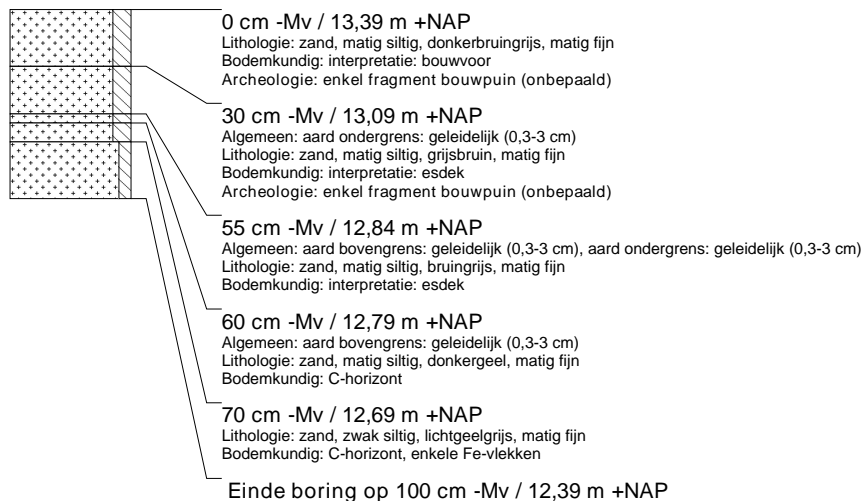 0 cm -Mv / 13,39 m +NAP
Lithologie: zand, matig siltig, donkerbruingrijs, matig fijn
Bodemkundig: interpretatie: bouwvoor
Archeologie: enkel fragment bouwpuin (onbepaald)
30 cm -Mv / 13,09 m +NAP
Algemeen: aard ondergrens: geleidelijk (0,3-3 cm)
Lithologie: zand, matig siltig, grijsbruin, matig fijn
Bodemkundig: interpretatie: esdek
Archeologie: enkel fragment bouwpuin (onbepaald)
55 cm -Mv / 12,84 m +NAP
Algemeen: aard bovengrens: geleidelijk (0,3-3 cm), aard ondergrens: geleidelijk (0,3-3 cm)
Lithologie: zand, matig siltig, bruingrijs, matig fijn
Bodemkundig: interpretatie: esdek
60 cm -Mv / 12,79 m +NAP
Algemeen: aard bovengrens: geleidelijk (0,3-3 cm)
Lithologie: zand, matig siltig, donkergeel, matig fijn
Bodemkundig: C-horizont
70 cm -Mv / 12,69 m +NAP
Lithologie: zand, zwak siltig, lichtgeelgrijs, matig fijn
Bodemkundig: C-horizont, enkele Fe-vlekken
Einde boring op 100 cm -Mv / 12,39 m +NAP